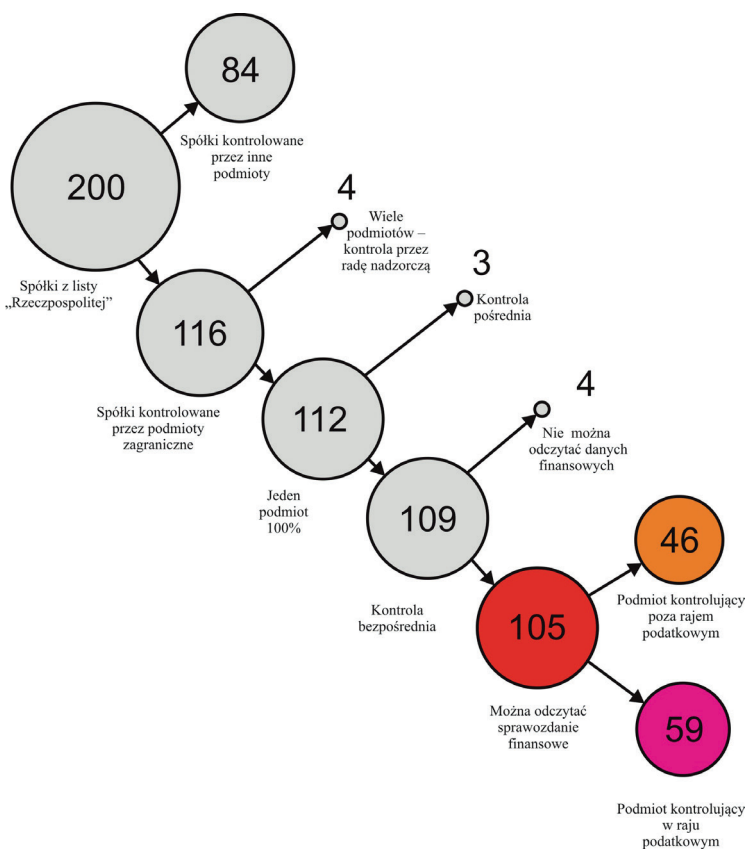 84
Spółki kontrolowane
przez inne
podmioty
200
Spółki z listy
„Rzeczpospolitej”
4
Wiele
podmiotów –
kontrola przez
radę nadzorczą
116
Spółki kontrolowane
przez podmioty
zagraniczne
3
Kontrola
pośrednia
112
Jeden
podmiot
100%
4
Nie można
odczytać danych
finansowych
109
Kontrola
bezpośrednia
46
Podmiot kontrolujący
poza rajem
podatkowym
105
Można odczytać
sprawozdanie
finansowe
59
Podmiot kontrolujący
w raju
podatkowym